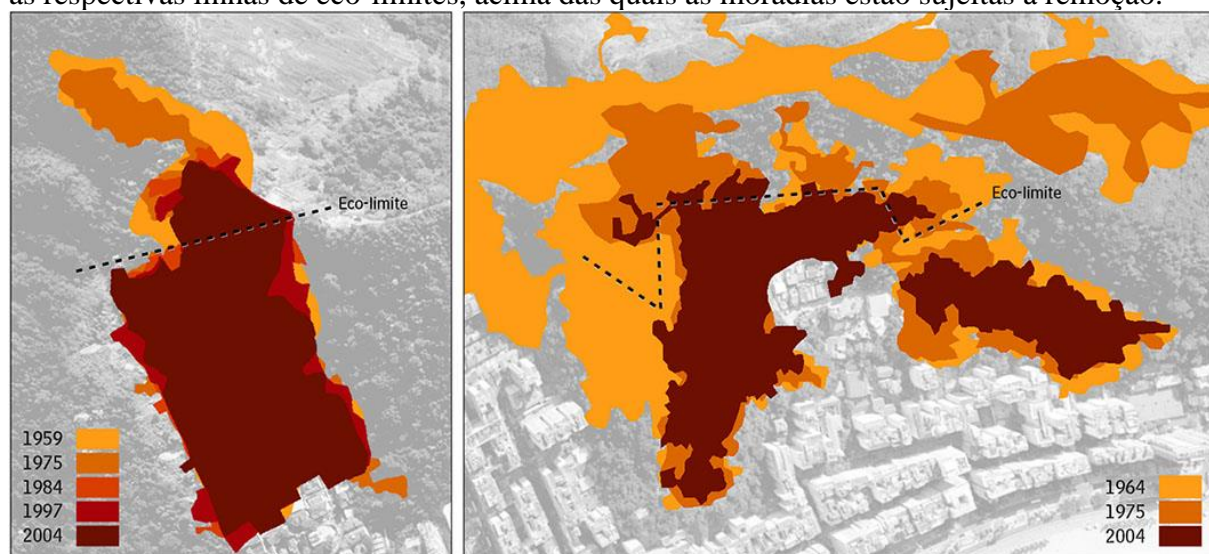 as respectivas linhas de eco-limites, acima das quais as moradias estão sujeitas à remoção.
Eco-limite
1959
1975
1984
1997
2004
Eco-limite
1964
1975
2004